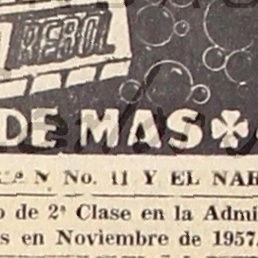 REBOL
DE MAS
N No. 11 Y EL NAR
o de 2ª Clase en la Admi
s en Noviembre de 1957.